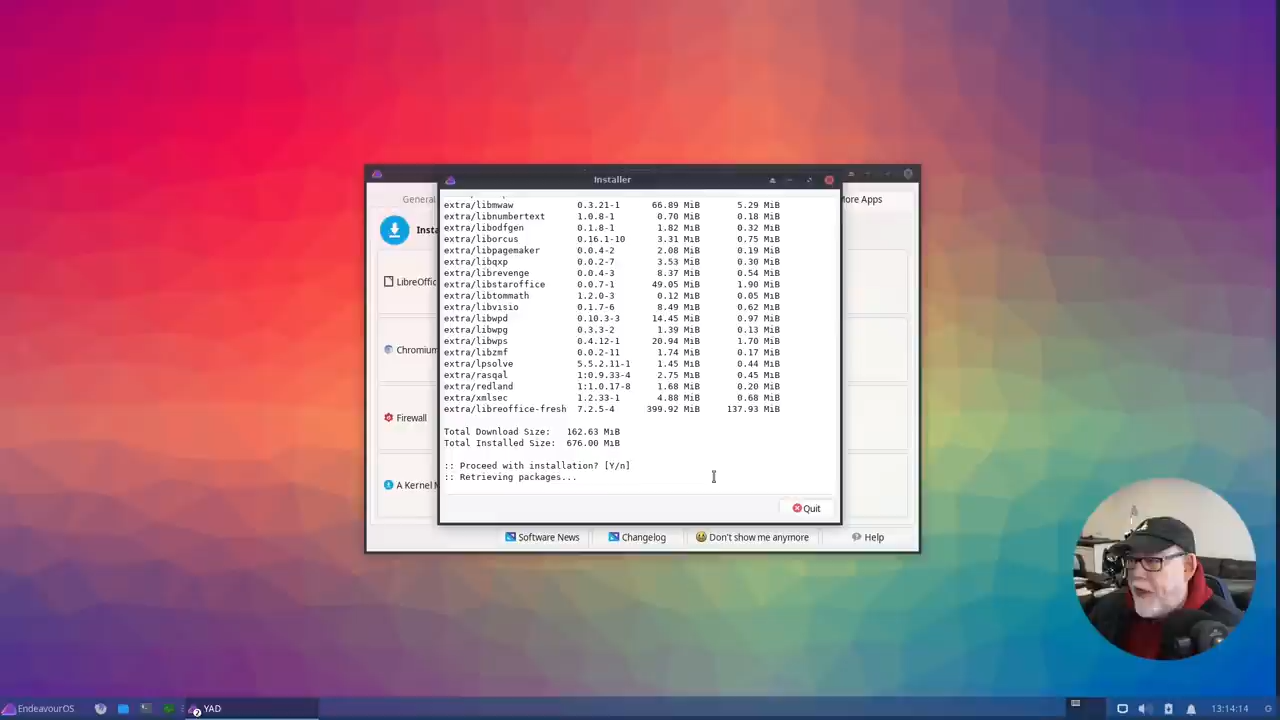 Installer
General
More Apps
Insta
LibreOffic
Chromium
Firewall
A Kernel M
extra/libmwaw 0.3.21-1 66.89 MiB 5.29 MiB
extra/libnumbertext 1.0.8-1 0.70 MiB 0.18 MiB
extra/libodfgen 0.1.8-1 1.82 MiB 0.32 MiB
extra/liborcus 0.16.1-10 3.31 MiB 0.75 MiB
extra/libpagemaker 0.0.4-2 2.08 MiB 0.19 MiB
extra/libqxp 0.0.2-7 3.53 MiB 0.30 MiB
extra/librevenge 0.0.4-3 8.37 MiB 0.54 MiB
extra/libstaroffice 0.0.7-1 49.05 MiB 1.90 MiB
extra/libtommath 1.2.0-3 0.12 MiB 0.05 MiB
extra/libvisio 0.1.7-6 8.49 MiB 0.62 MiB
extra/libwpd 0.10.3-3 14.45 MiB 0.97 MiB
extra/libwpg 0.3.3-2 1.39 MiB 0.13 MiB
extra/libwps 0.4.12-1 20.94 MiB 1.70 MiB
extra/libzmf 0.0.2-11 1.74 MiB 0.17 MiB
extra/lpsolve 5.5.2.11-1 1.45 MiB 0.44 MiB
extra/rasqal 1:0.9.33-4 2.75 MiB 0.45 MiB
extra/redland 1:1.0.17-8 1.68 MiB 0.20 MiB
extra/xmlsec 1.2.33-1 4.88 MiB 0.68 MiB
extra/libreoffice-fresh 7.2.5-4 399.92 MiB 137.93 MiB
Total Download Size: 162.63 MiB
Total Installed Size: 676.00 MiB
:: Proceed with installation? [Y/n]
:: Retrieving packages...
Quit
Software News
Changelog
Don't show me anymore
Help
EndeavourOS
YAD
13:14:14